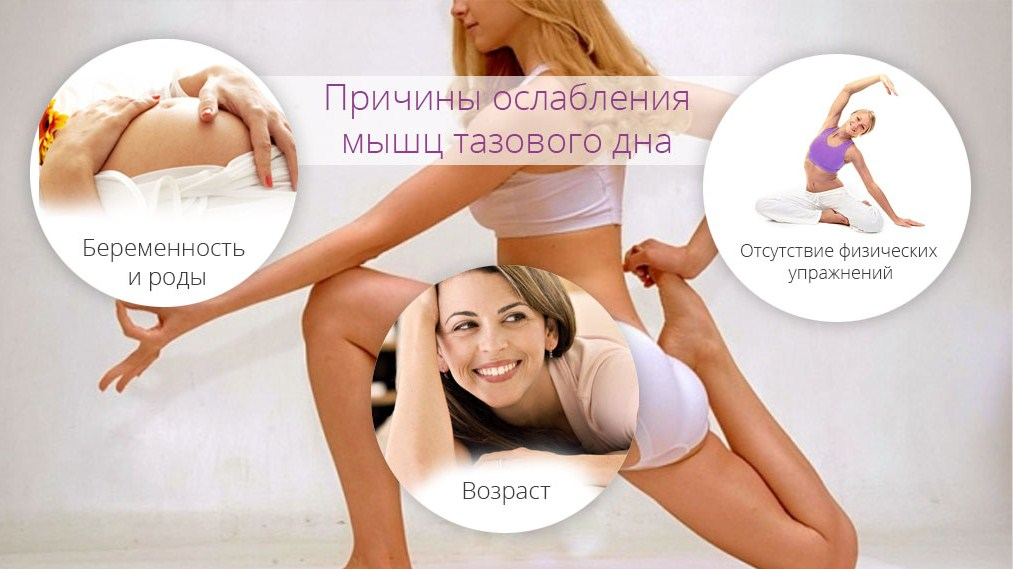 Причины ослабления
мышц тазового дна
Беременность
и роды
Отсутствие физических
упражнений
Возраст